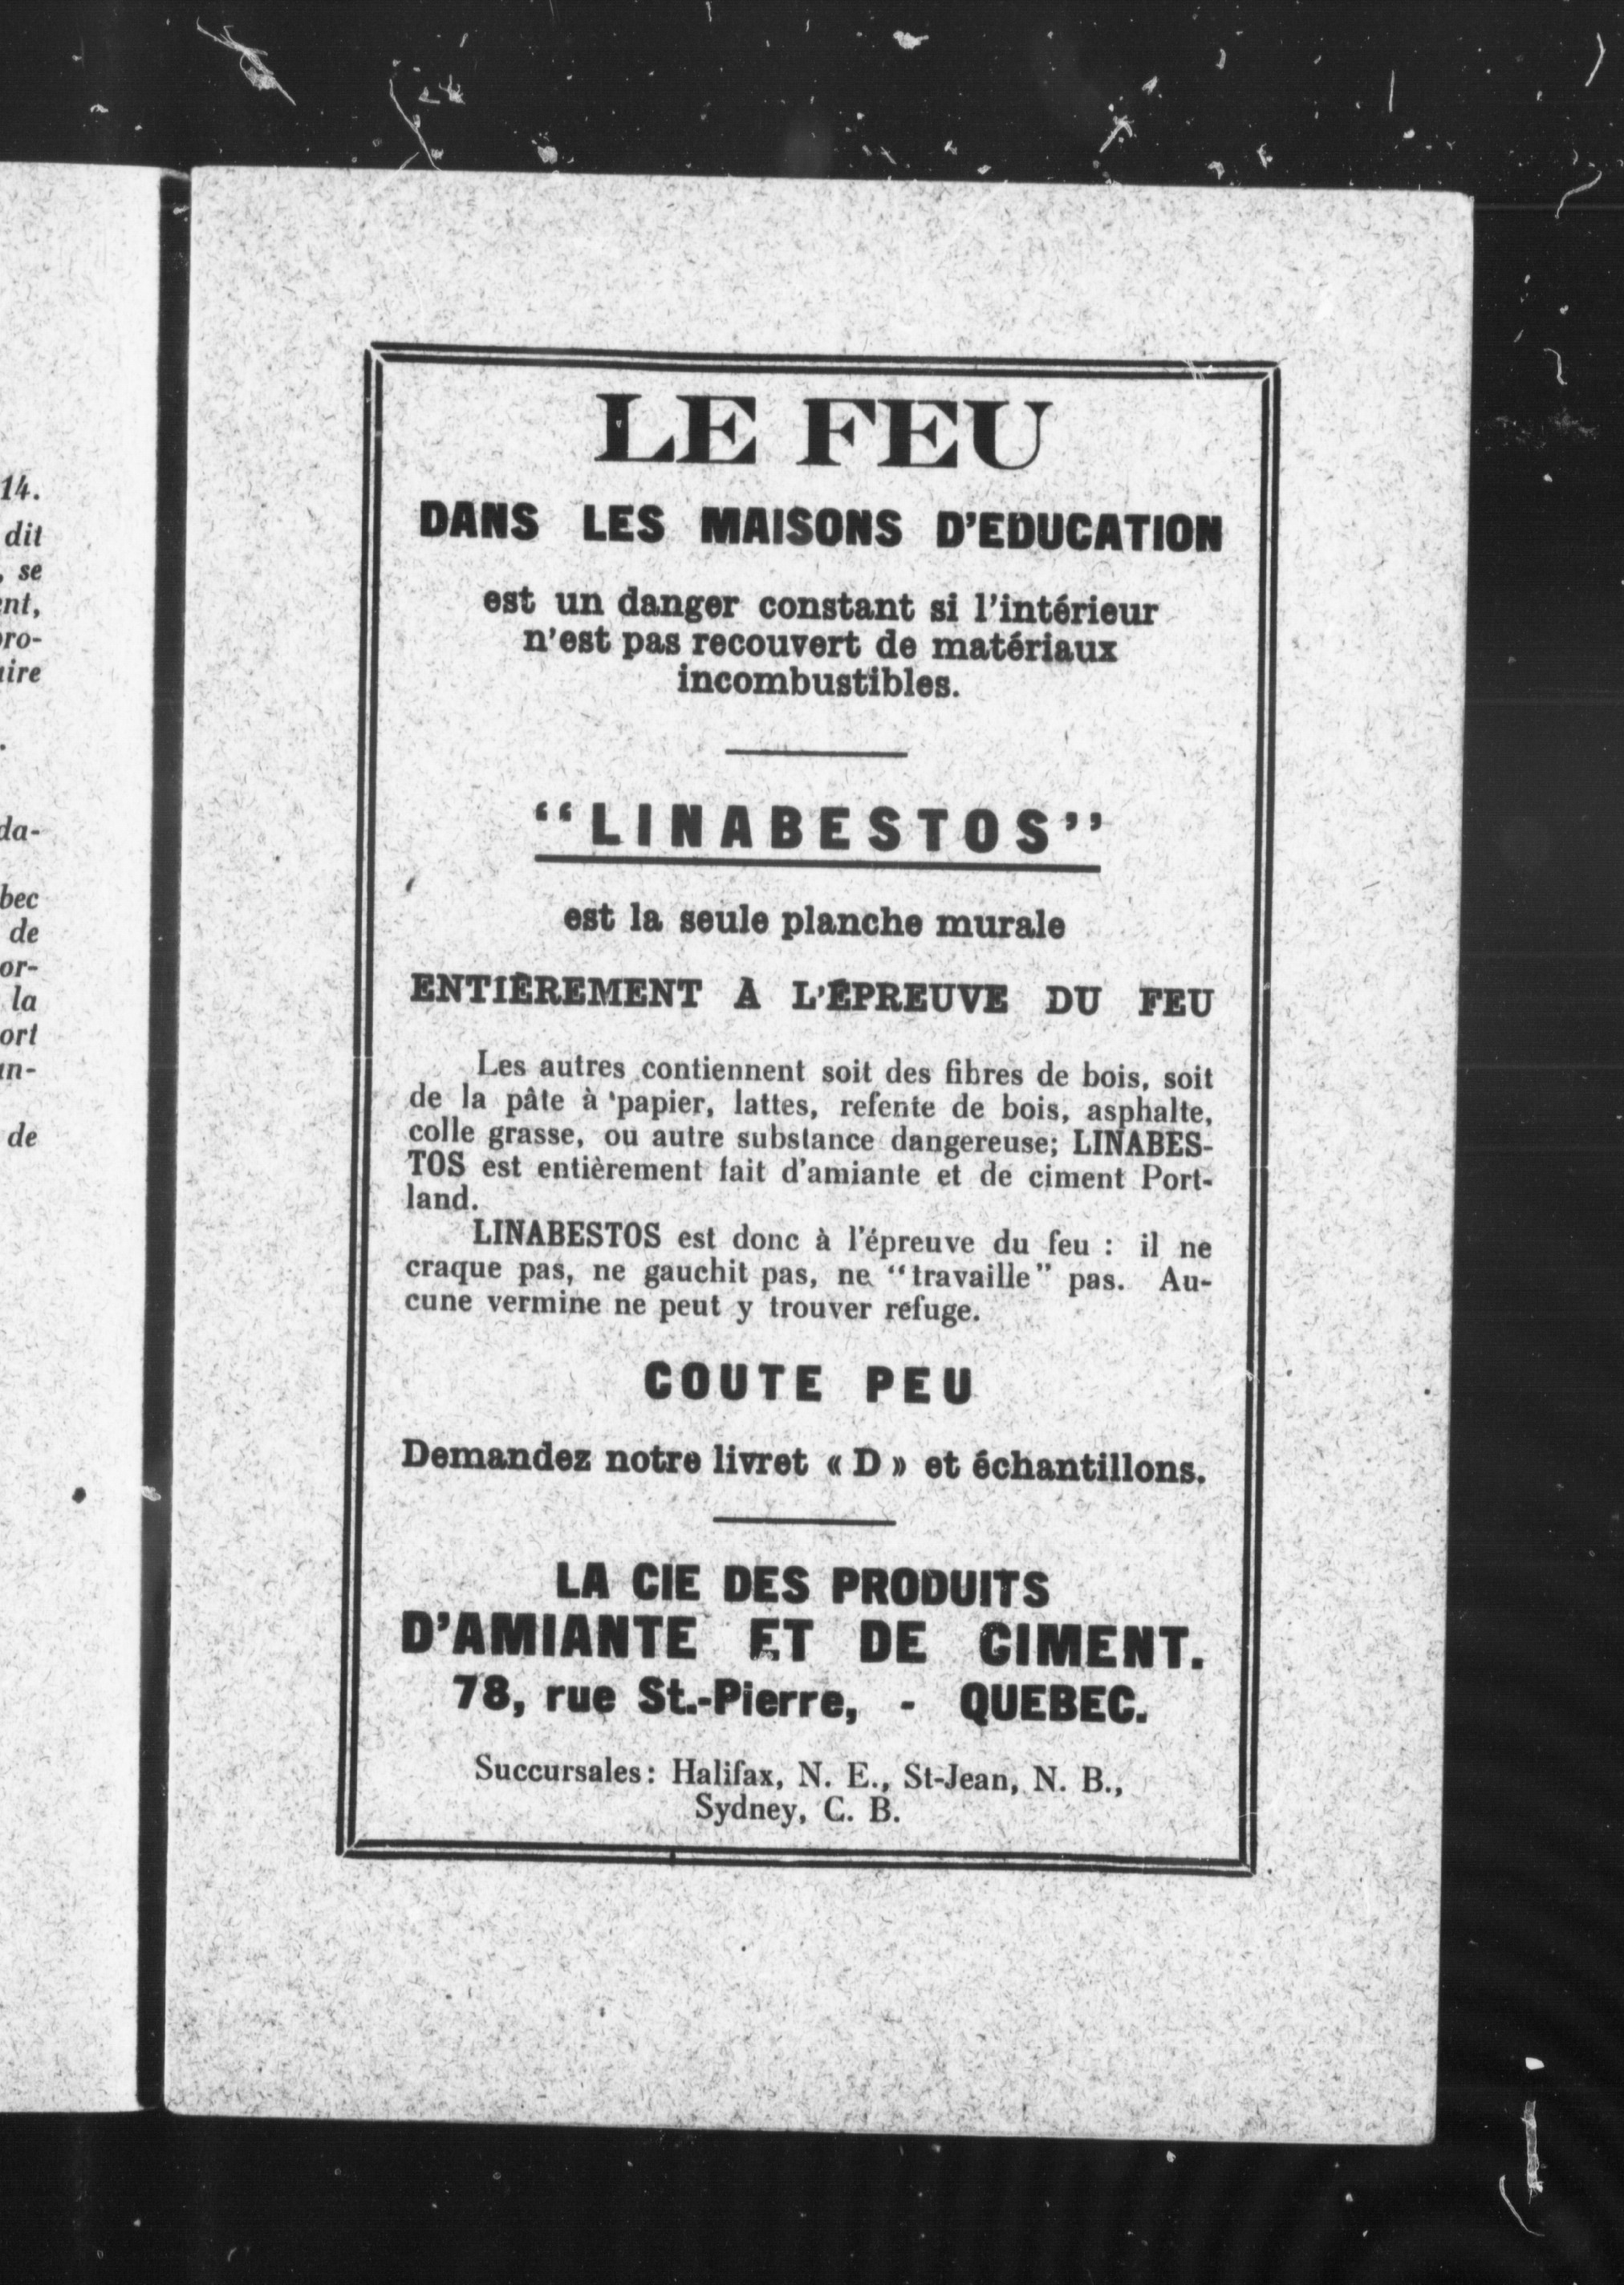 14.
dit
, se
ent,
pro-
aire
.
da-
bec
de
or-
la
ort
an-
de
LE FEU
DANS LES MAISONS D'EDUCATION
est un danger constant si l'intérieur
n'est pas recouvert de matériaux
incombustibles.
"LINABESTOS"
est la seule planche murale
ENTIÈREMENT A L'ÉPREUVE DU FEU
Les autres contiennent soit des fibres de bois, soit
de la pâte à 'papier, lattes, refente de bois, asphalte,
colle grasse, ou autre substance dangereuse; LINABES-
TOS est entièrement fait d'amiante et de ciment Port-
land.
LINABESTOS est donc à l'épreuve du feu : il ne
craque pas, ne gauchit pas, ne "travaille" pas. Au-
cune vermine ne peut y trouver refuge.
COUTE PEU
Demandez notre livret « D » et échantillons.
LA CIE DES PRODUITS
D'AMIANTE ET DE CIMENT.
78, rue St.-Pierre, - QUEBEC.
Succursales: Halifax, N. E., St-Jean, N. B.,
Sydney, C. B.